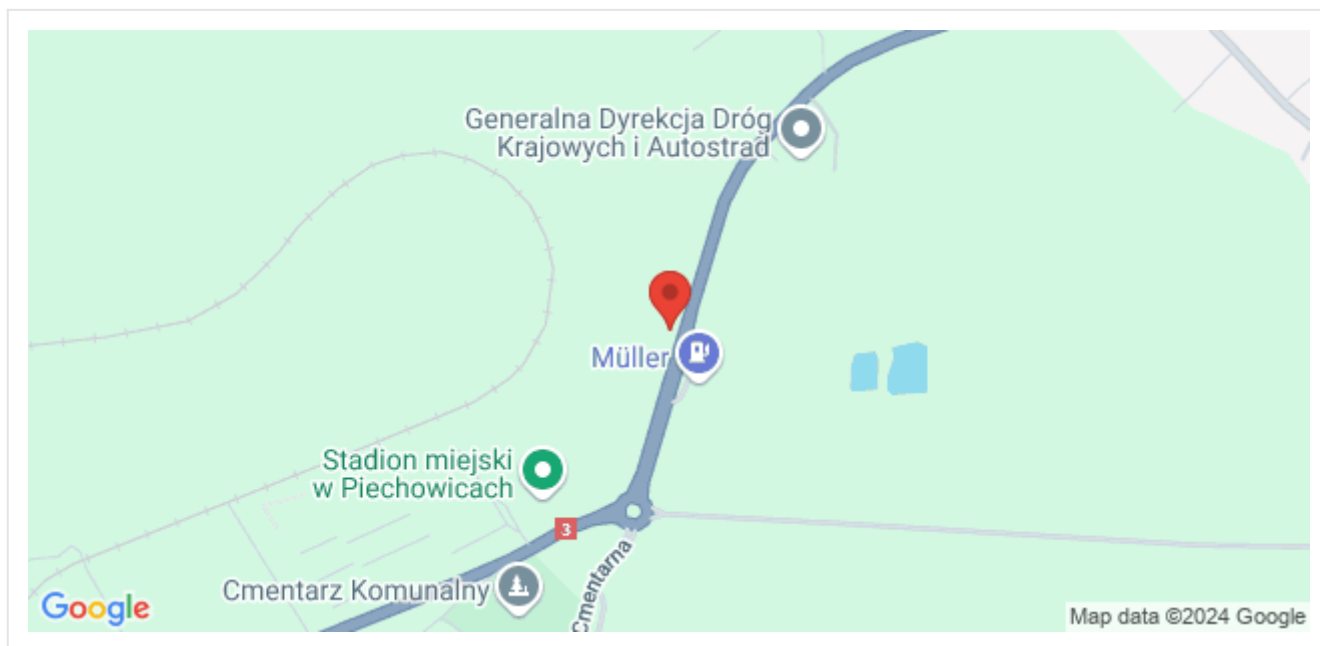 Generalna Dyrekcja Dróg
Krajowych i Autostrad
Müller
Stadion miejski
w Piechowicach
3
Cmentarna
Cmentarz Komunalny
Google
Map data ©2024 Google